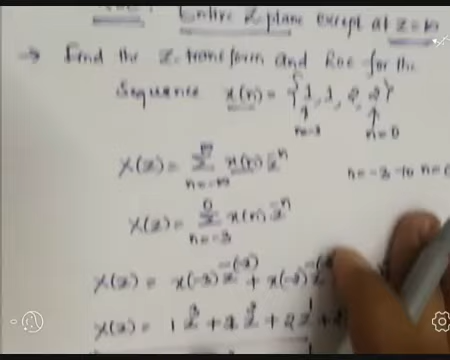 Entire Z plane except at z=∞
→ Find the Z-transform and Roc for the
Sequence x(n) = {1, 1, 2, 2}
n=-3 n=0
X(z) = Σ x(n) z^-n n=-3 to n=0
n=-∞
0
X(z) = Σ x(n) z^-n
n=-3
X(z) = x(-3) z^-(-3) + x(-2) z
X(z) = 1 z^3 + 1 z^2 + 2 z^1 +